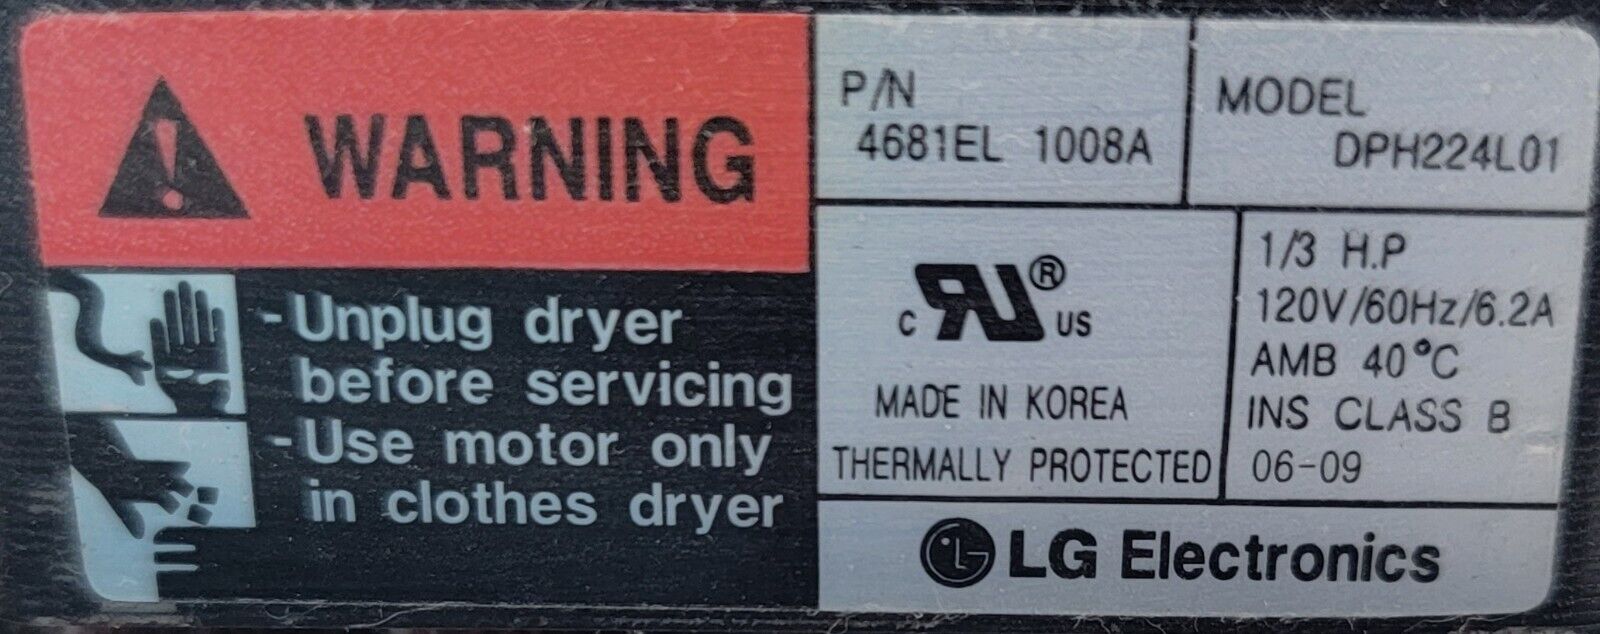 WARNING
-Unplug dryer
before servicing
-Use motor only
in clothes dryer
P/N
4681EL 1008A
MODEL
DPH224L01
c RU ® US
MADE IN KOREA
THERMALLY PROTECTED
1/3 H.P
120V/60Hz/6.2A
AMB 40°C
INS CLASS B
06-09
LG Electronics